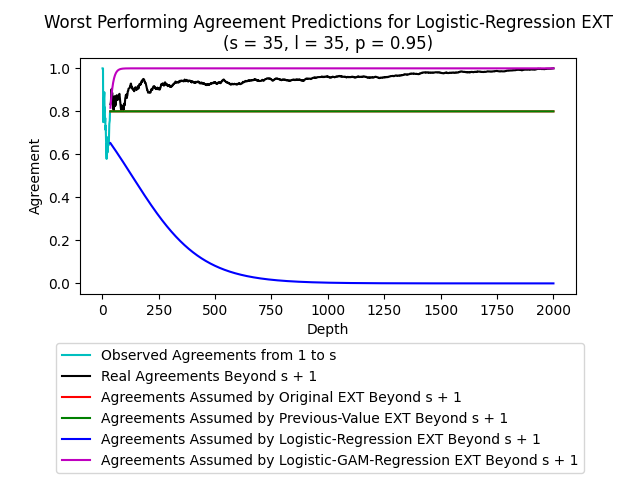 Worst Performing Agreement Predictions for Logistic-Regression EXT
(s = 35, l = 35, p = 0.95)
Agreement
1.0
0.8
0.6
0.4
0.2
0.0
0 250 500 750 1000 1250 1500 1750 2000
Depth
Observed Agreements from 1 to s
Real Agreements Beyond s + 1
Agreements Assumed by Original EXT Beyond s + 1
Agreements Assumed by Previous-Value EXT Beyond s + 1
Agreements Assumed by Logistic-Regression EXT Beyond s + 1
Agreements Assumed by Logistic-GAM-Regression EXT Beyond s + 1